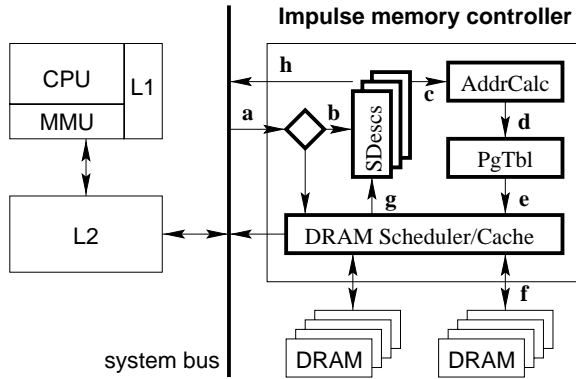 Impulse memory controller
h
CPU
L1
c
AddrCalc
a
b
MMU
SDescs
d
PgTbl
g
e
L2
DRAM Scheduler/Cache
f
system bus
DRAM
DRAM